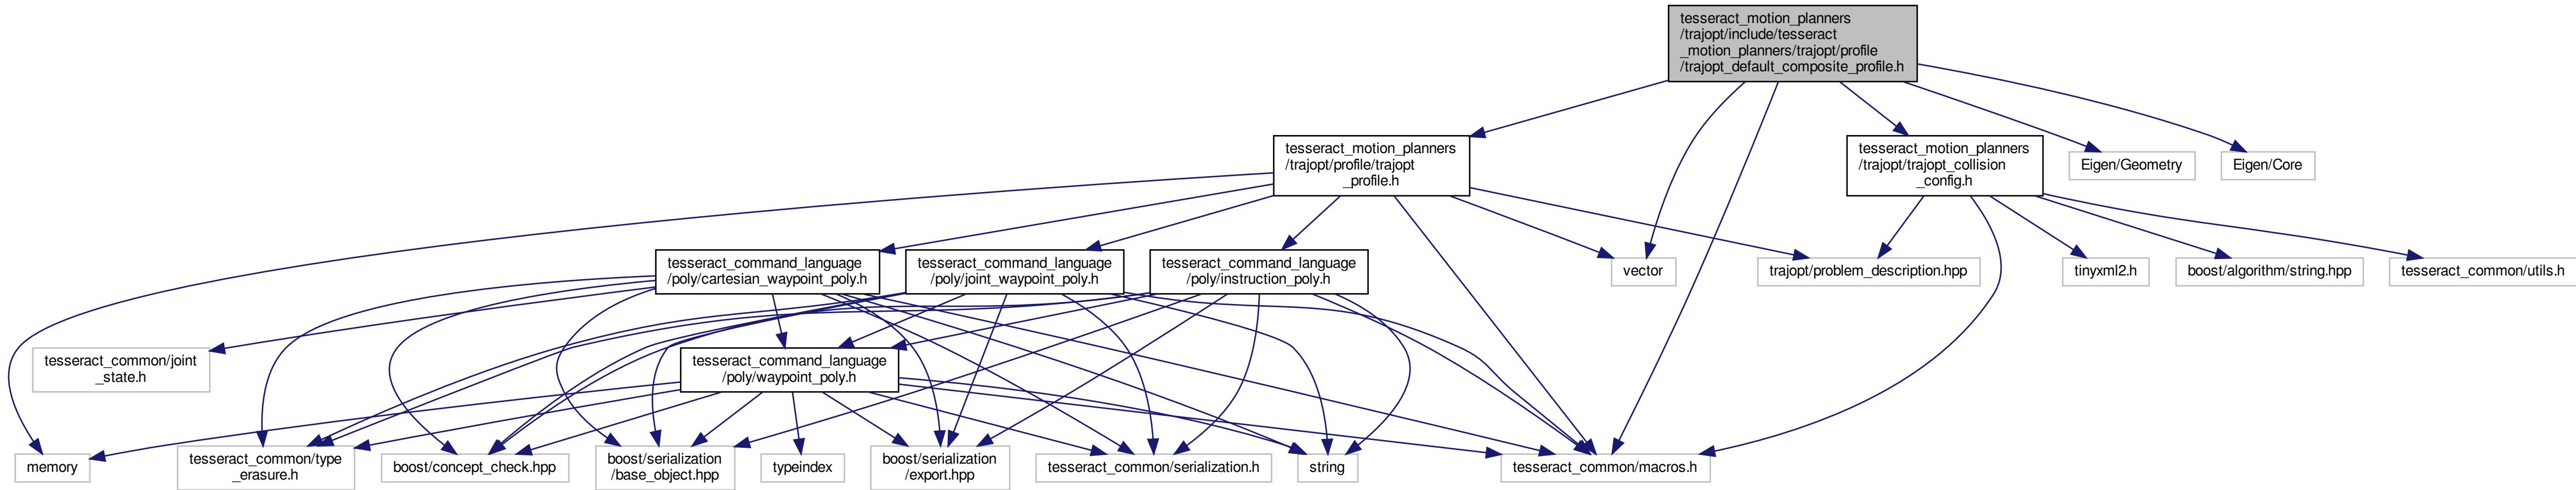 tesseract_motion_planners
/trajopt/include/tesseract
_motion_planners/trajopt/profile
/trajopt_default_composite_profile.h
tesseract_motion_planners
/trajopt/profile/trajopt
_profile.h
tesseract_motion_planners
/trajopt/trajopt_collision
_config.h
Eigen/Geometry
Eigen/Core
tesseract_command_language
/poly/cartesian_waypoint_poly.h
tesseract_command_language
/poly/joint_waypoint_poly.h
tesseract_command_language
/poly/instruction_poly.h
vector
trajopt/problem_description.hpp
tinyxml2.h
boost/algorithm/string.hpp
tesseract_common/utils.h
tesseract_common/joint
_state.h
tesseract_command_language
/poly/waypoint_poly.h
memory
tesseract_common/type
_erasure.h
boost/concept_check.hpp
boost/serialization
/base_object.hpp
typeindex
boost/serialization
/export.hpp
tesseract_common/serialization.h
string
tesseract_common/macros.h